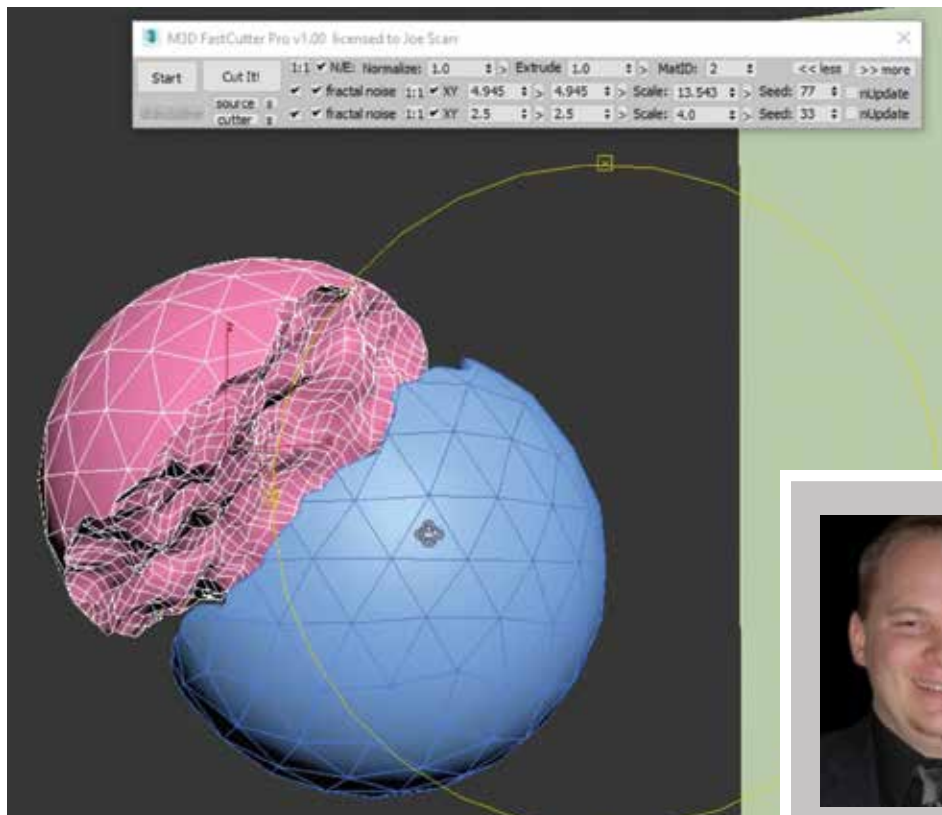 M3D FastCutter Pro v1.00 licensed to Joe Scarr
Start Cut It! 1:1 N/E: Normalize: 1.0 > Extrude 1.0 > MatID: 2 << less >> more
fractal noise 1:1 XY 4.945 > 4.945 > Scale: 13.543 > Seed: 77 nUpdate
source
cutter fractal noise 1:1 XY 2.5 > 2.5 > Scale: 4.0 > Seed: 33 nUpdate
z